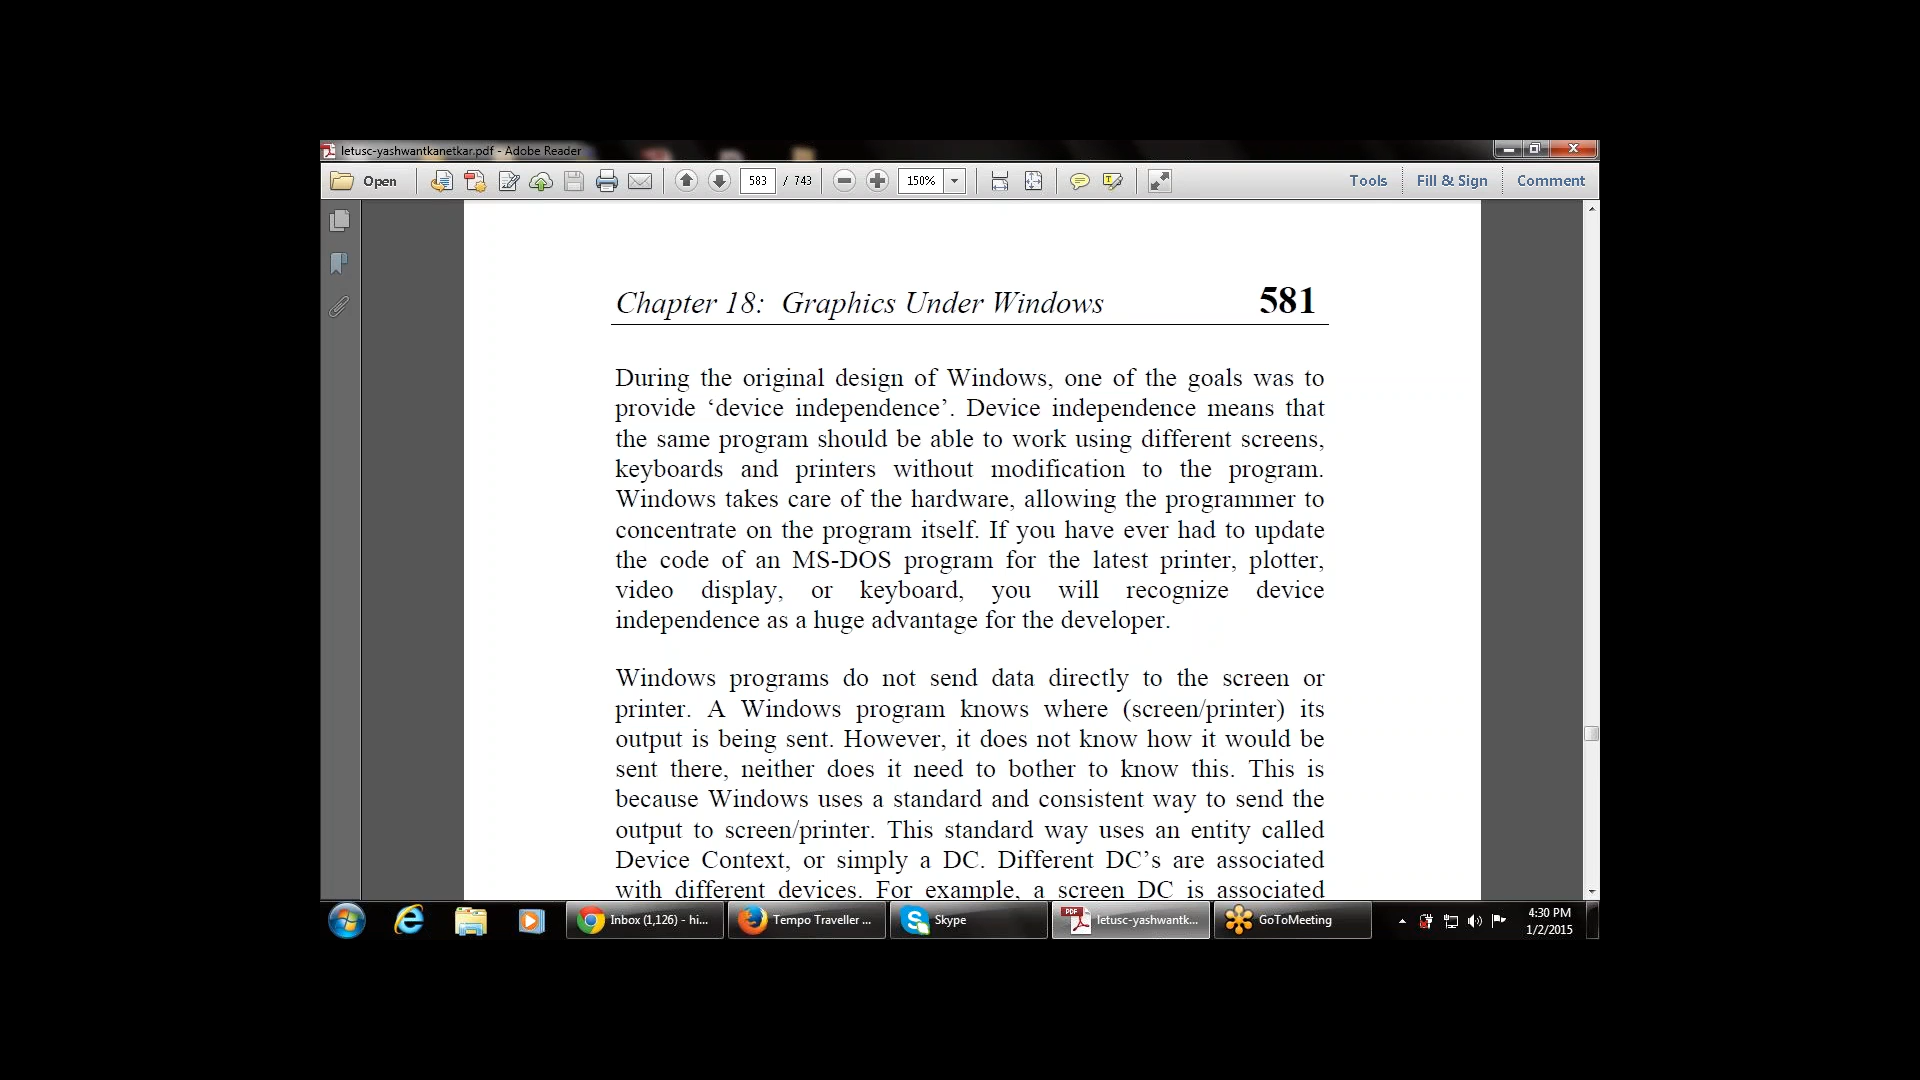 letusc-yashwantkanetkar.pdf - Adobe Reader
Open 583 / 743 150% Tools Fill & Sign Comment
Chapter 18: Graphics Under Windows 581
During the original design of Windows, one of the goals was to
provide ‘device independence’. Device independence means that
the same program should be able to work using different screens,
keyboards and printers without modification to the program.
Windows takes care of the hardware, allowing the programmer to
concentrate on the program itself. If you have ever had to update
the code of an MS-DOS program for the latest printer, plotter,
video display, or keyboard, you will recognize device
independence as a huge advantage for the developer.
Windows programs do not send data directly to the screen or
printer. A Windows program knows where (screen/printer) its
output is being sent. However, it does not know how it would be
sent there, neither does it need to bother to know this. This is
because Windows uses a standard and consistent way to send the
output to screen/printer. This standard way uses an entity called
Device Context, or simply a DC. Different DC’s are associated
with different devices. For example, a screen DC is associated
Inbox (1,126) - hi... Tempo Traveller ... Skype PDF letusc-yashwantk... GoToMeeting 4:30 PM
1/2/2015